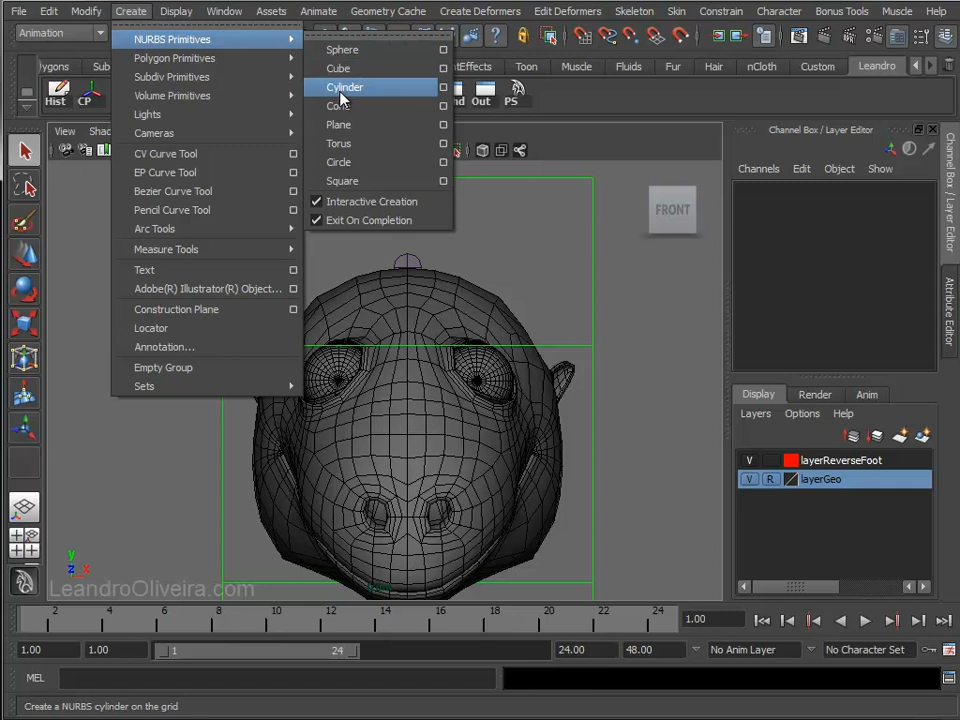 File Edit Modify Create Display Window Assets Animate Geometry Cache Create Deformers Edit Deformers Skeleton Skin Constrain Character Bonus Tools Muscle Help
Animation
NURBS Primitives
Polygon Primitives
Subdiv Primitives
Volume Primitives
Lights
Cameras
CV Curve Tool
EP Curve Tool
Bezier Curve Tool
Pencil Curve Tool
Arc Tools
Measure Tools
Text
Adobe(R) Illustrator(R) Object...
Construction Plane
Locator
Annotation...
Empty Group
Sets
Sphere
Cube
Cylinder
Plane
Torus
Circle
Square
Interactive Creation
Exit On Completion
Toon Muscle Fluids Fur Hair nCloth Custom Leandro
Hist CP Out PS
View
FRONT
Channel Box / Layer Editor
Channels Edit Object Show
Channel Box / Layer Editor
Attribute Editor
Display Render Anim
Layers Options Help
V layerReverseFoot
V R layerGeo
y
z x
LeandroOliveira.com
2 4 6 8 10 12 14 16 18 20 22 24
1.00
1.00 1.00 1 24 24.00 48.00 No Anim Layer No Character Set
MEL
Create a NURBS cylinder on the grid